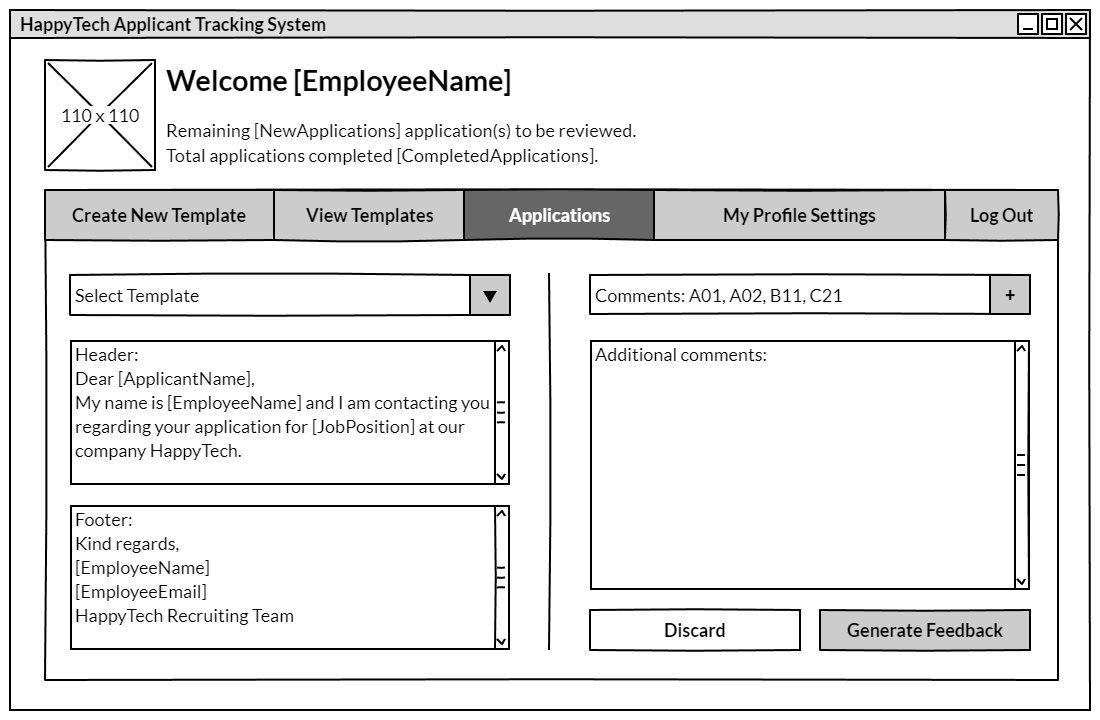 HappyTech Applicant Tracking System
110 x 110
Welcome [EmployeeName]
Remaining [NewApplications] application(s) to be reviewed.
Total applications completed [CompletedApplications].
Create New Template
View Templates
Applications
My Profile Settings
Log Out
Select Template
Header:
Dear [ApplicantName],
My name is [EmployeeName] and I am contacting you
regarding your application for [JobPosition] at our
company HappyTech.
Footer:
Kind regards,
[EmployeeName]
[EmployeeEmail]
HappyTech Recruiting Team
Comments: A01, A02, B11, C21
+
Additional comments:
Discard
Generate Feedback